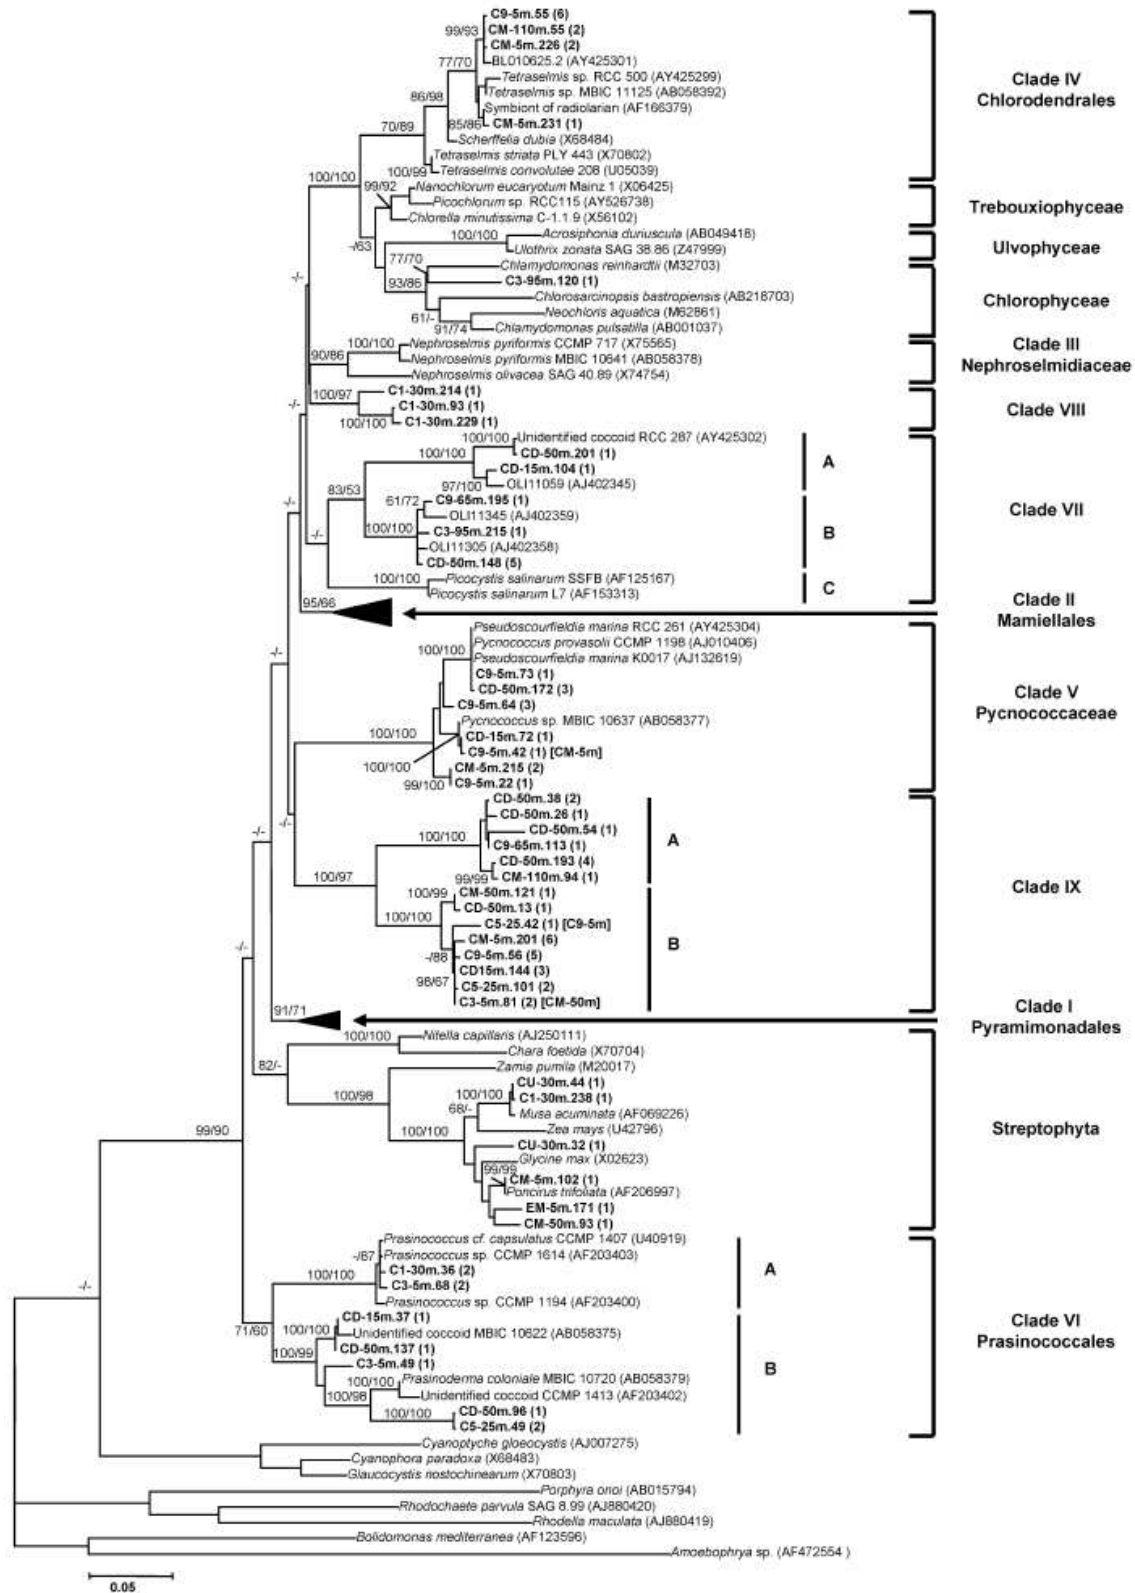 C9-5m.55 (6)
99/93
CM-110m.55 (2)
CM-5m.226 (2)
BL010625.2 (AY425301)
77/70
Tetraselmis sp. RCC 500 (AY425299)
Clade IV
Chlorodendrales
Tetraselmis sp. MBIC 11125 (AB058392)
86/98
Symbiont of radiolarian (AF166379)
85/86
CM-5m.231 (1)
70/89
Scherffelia dubia (X68484)
Tetraselmis striata PLY 443 (X70802)
100/99
Tetraselmis convolutae 208 (U05039)
100/100
99/92
Nanochlorum eucaryotum Mainz 1 (X06425)
Picochlorum sp. RCC115 (AY526738)
Trebouxiophyceae
Chlorella minutissima C-1.1.9 (X56102)
100/100
Acrosiphonia duriuscula (AB049418)
-/63
Ulothrix zonata SAG 38.86 (Z47999)
Ulvophyceae
77/70
Chlamydomonas reinhardtii (M32703)
-/-
93/86
C3-95m.120 (1)
Chlorosarcinopsis bastropiensis (AB218703)
Chlorophyceae
61/-
Neochloris aquatica (M62861)
91/74
Chlamydomonas pulsatilla (AB001037)
100/100
Nephroselmis pyriformis CCMP 717 (X75565)
Clade III
Nephroselmidiaceae
90/86
Nephroselmis pyriformis MBIC 10641 (AB058378)
Nephroselmis olivacea SAG 40.89 (X74754)
100/97
C1-30m.214 (1)
-/-
C1-30m.93 (1)
Clade VIII
100/100
C1-30m.229 (1)
100/100
Unidentified coccoid RCC 287 (AY425302)
100/100
CD-50m.201 (1)
A
CD-15m.104 (1)
97/100
OLI11059 (AJ402345)
83/53
61/72
C9-65m.195 (1)
-/-
OLI11345 (AJ402359)
Clade VII
100/100
C3-95m.215 (1)
B
-/-
OLI11305 (AJ402358)
CD-50m.148 (5)
100/100
Picocystis salinarum SSFB (AF125167)
C
Picocystis salinarum L7 (AF153313)
95/66
Clade II
Mamiellales
Pseudoscourfieldia marina RCC 261 (AY425304)
100/100
Pycnococcus provasolii CCMP 1198 (AJ010406)
-/-
Pseudoscourfieldia marina K0017 (AJ132619)
C9-5m.73 (1)
CD-50m.172 (3)
Clade V
Pycnococcaceae
C9-5m.64 (3)
Pycnococcus sp. MBIC 10637 (AB058377)
100/100
CD-15m.72 (1)
C9-5m.42 (1) [CM-5m]
100/100
CM-5m.215 (2)
99/100
C9-5m.22 (1)
CD-50m.38 (2)
CD-50m.26 (1)
-/-
-/-
CD-50m.54 (1)
100/100
C9-65m.113 (1)
A
CD-50m.193 (4)
99/99
CM-110m.94 (1)
100/97
Clade IX
100/99
CM-50m.121 (1)
CD-50m.13 (1)
100/100
C5-25.42 (1) [C9-5m]
CM-5m.201 (6)
B
-/-
-/88
C9-5m.56 (5)
CD15m.144 (3)
98/67
C5-25m.101 (2)
C3-5m.81 (2) [CM-50m]
91/71
Clade I
Pyramimonadales
100/100
Nitella capillaris (AJ250111)
Chara foetida (X70704)
82/-
Zamia pumila (M20017)
CU-30m.44 (1)
100/98
100/100
C1-30m.238 (1)
68/-
Musa acuminata (AF069226)
99/90
100/100
Zea mays (U42796)
Streptophyta
CU-30m.32 (1)
Glycine max (X02623)
99/99
CM-5m.102 (1)
Poncirus trifoliata (AF206997)
EM-5m.171 (1)
CM-50m.93 (1)
Prasinococcus cf. capsulatus CCMP 1407 (U40919)
-/67
Prasinococcus sp. CCMP 1614 (AF203403)
-/-
100/100
C1-30m.36 (2)
A
C3-5m.68 (2)
Prasinococcus sp. CCMP 1194 (AF203400)
71/60
CD-15m.37 (1)
100/100
Unidentified coccoid MBIC 10622 (AB058375)
Clade VI
Prasinococcales
100/99
CD-50m.137 (1)
C3-5m.49 (1)
B
100/100
Prasinoderma coloniale MBIC 10720 (AB058379)
100/98
Unidentified coccoid CCMP 1413 (AF203402)
100/100
CD-50m.96 (1)
C5-25m.49 (2)
Cyanoptyche gloeocystis (AJ007275)
Cyanophora paradoxa (X68483)
Glaucocystis nostochinearum (X70803)
Porphyra onoi (AB015794)
Rhodochaete parvula SAG 8.99 (AJ880420)
Rhodella maculata (AJ880419)
Bolidomonas mediterranea (AF123596)
Amoebophrya sp. (AF472554 )
0.05